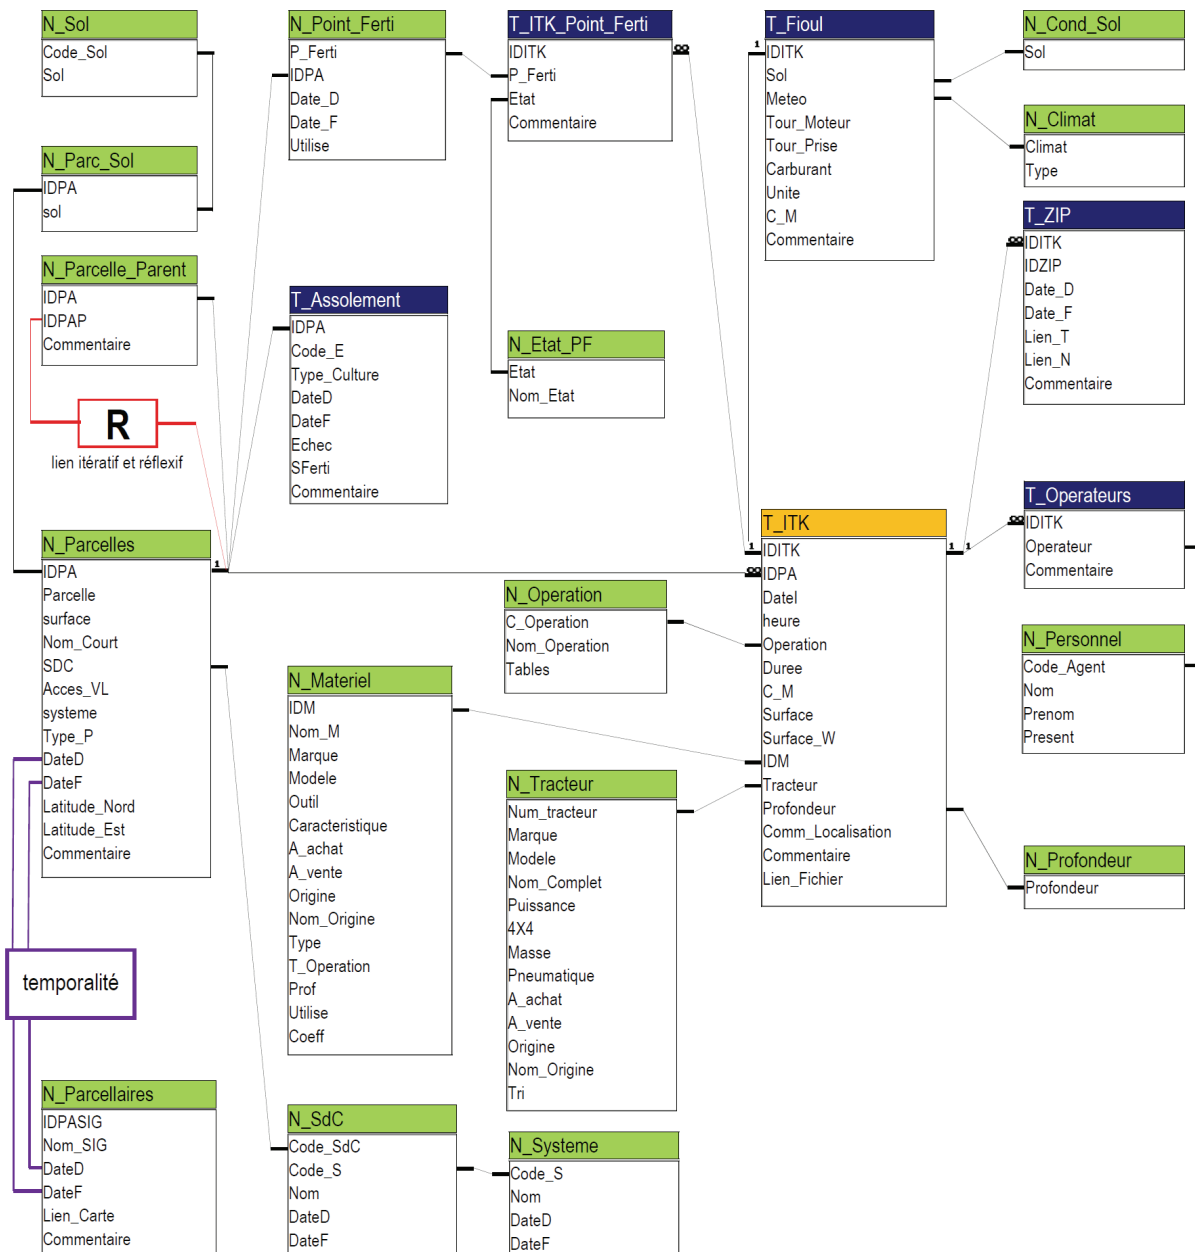 N_Sol
Code_Sol
Sol
N_Parc_Sol
IDPA
sol
N_Parcelle_Parent
IDPA
IDPAP
Commentaire
R
lien itératif et réflexif
N_Parcelles
IDPA
Parcelle
surface
Nom_Court
SDC
Acces_VL
systeme
Type_P
DateD
DateF
Latitude_Nord
Latitude_Est
Commentaire
1
temporalité
N_Parcellaires
IDPASIG
Nom_SIG
DateD
DateF
Lien_Carte
Commentaire
N_Point_Ferti
P_Ferti
IDPA
Date_D
Date_F
Utilise
T_Assolement
IDPA
Code_E
Type_Culture
DateD
DateF
Echec
SFerti
Commentaire
N_Materiel
IDM
Nom_M
Marque
Modele
Outil
Caracteristique
A_achat
A_vente
Origine
Nom_Origine
Type
T_Operation
Prof
Utilise
Coeff
N_SdC
Code_SdC
Code_S
Nom
DateD
DateF
T_ITK_Point_Ferti
IDITK
P_Ferti
Etat
Commentaire
∞
N_Etat_PF
Etat
Nom_Etat
N_Operation
C_Operation
Nom_Operation
Tables
N_Tracteur
Num_tracteur
Marque
Modele
Nom_Complet
Puissance
4X4
Masse
Pneumatique
A_achat
A_vente
Origine
Nom_Origine
Tri
N_Systeme
Code_S
Nom
DateD
DateF
T_Fioul
1
IDITK
Sol
Meteo
Tour_Moteur
Tour_Prise
Carburant
Unite
C_M
Commentaire
T_ITK
1
IDITK
1 1
∞
IDPA
DateI
heure
Operation
Duree
C_M
Surface
Surface_W
IDM
Tracteur
Profondeur
Comm_Localisation
Commentaire
Lien_Fichier
N_Cond_Sol
Sol
N_Climat
Climat
Type
T_ZIP
∞
IDITK
IDZIP
Date_D
Date_F
Lien_T
Lien_N
Commentaire
T_Operateurs
∞
IDITK
Operateur
Commentaire
N_Personnel
Code_Agent
Nom
Prenom
Present
N_Profondeur
Profondeur